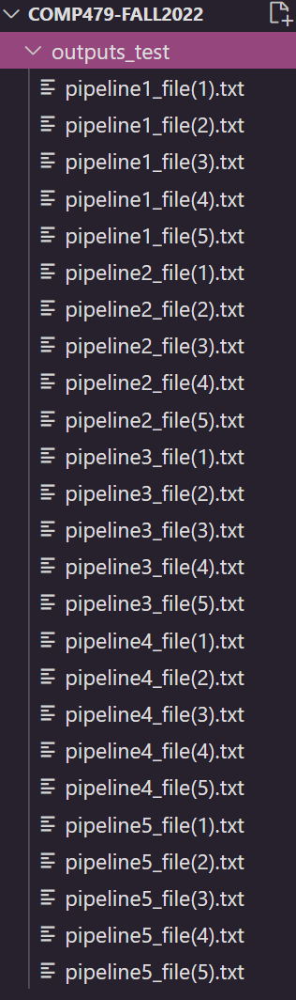 COMP479-FALL2022
outputs_test
pipeline1_file(1).txt
pipeline1_file(2).txt
pipeline1_file(3).txt
pipeline1_file(4).txt
pipeline1_file(5).txt
pipeline2_file(1).txt
pipeline2_file(2).txt
pipeline2_file(3).txt
pipeline2_file(4).txt
pipeline2_file(5).txt
pipeline3_file(1).txt
pipeline3_file(2).txt
pipeline3_file(3).txt
pipeline3_file(4).txt
pipeline3_file(5).txt
pipeline4_file(1).txt
pipeline4_file(2).txt
pipeline4_file(3).txt
pipeline4_file(4).txt
pipeline4_file(5).txt
pipeline5_file(1).txt
pipeline5_file(2).txt
pipeline5_file(3).txt
pipeline5_file(4).txt
pipeline5_file(5).txt